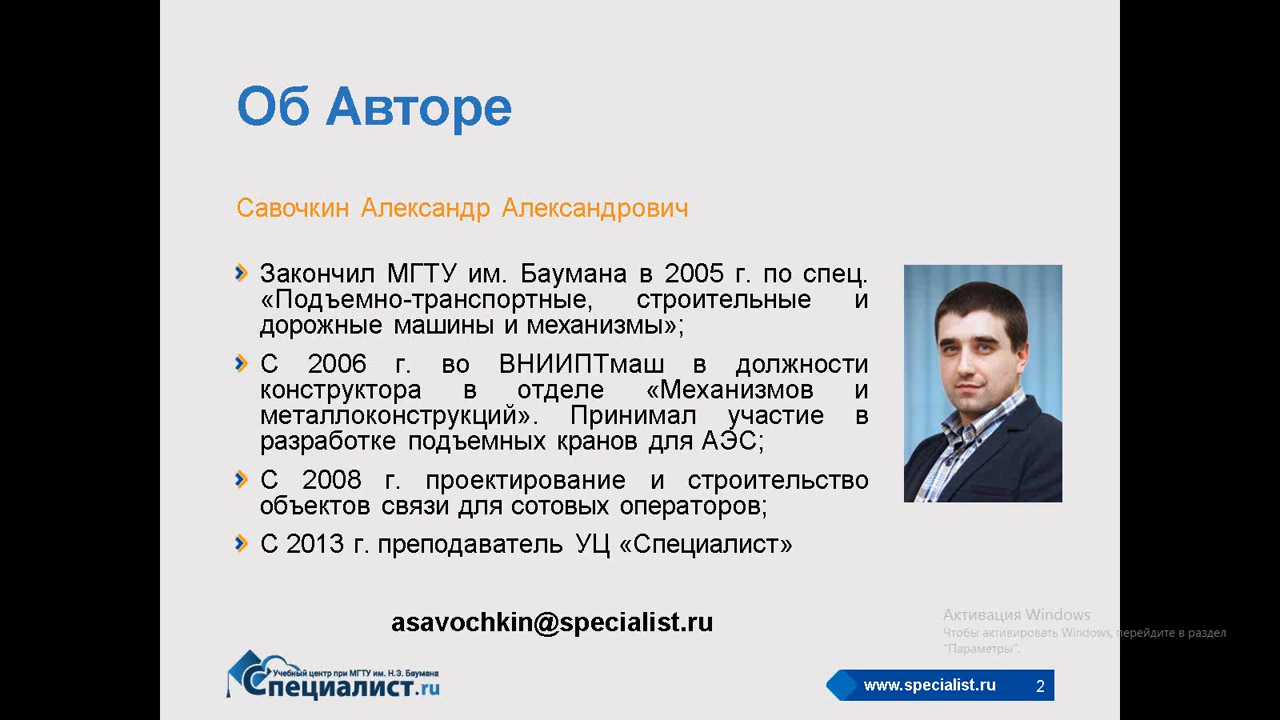 Об Авторе
Савочкин Александр Александрович
Закончил МГТУ им. Баумана в 2005 г. по спец.
«Подъемно-транспортные, строительные и
дорожные машины и механизмы»;
С 2006 г. во ВНИИПТмаш в должности
конструктора в отделе «Механизмов и
металлоконструкций». Принимал участие в
разработке подъемных кранов для АЭС;
С 2008 г. проектирование и строительство
объектов связи для сотовых операторов;
С 2013 г. преподаватель УЦ «Специалист»
asavochkin@specialist.ru
Активация Windows
Чтобы активировать Windows, перейдите в раздел
"Параметры".
Учебный центр при МГТУ им. Н.Э. Баумана
Специалист.ru
www.specialist.ru 2